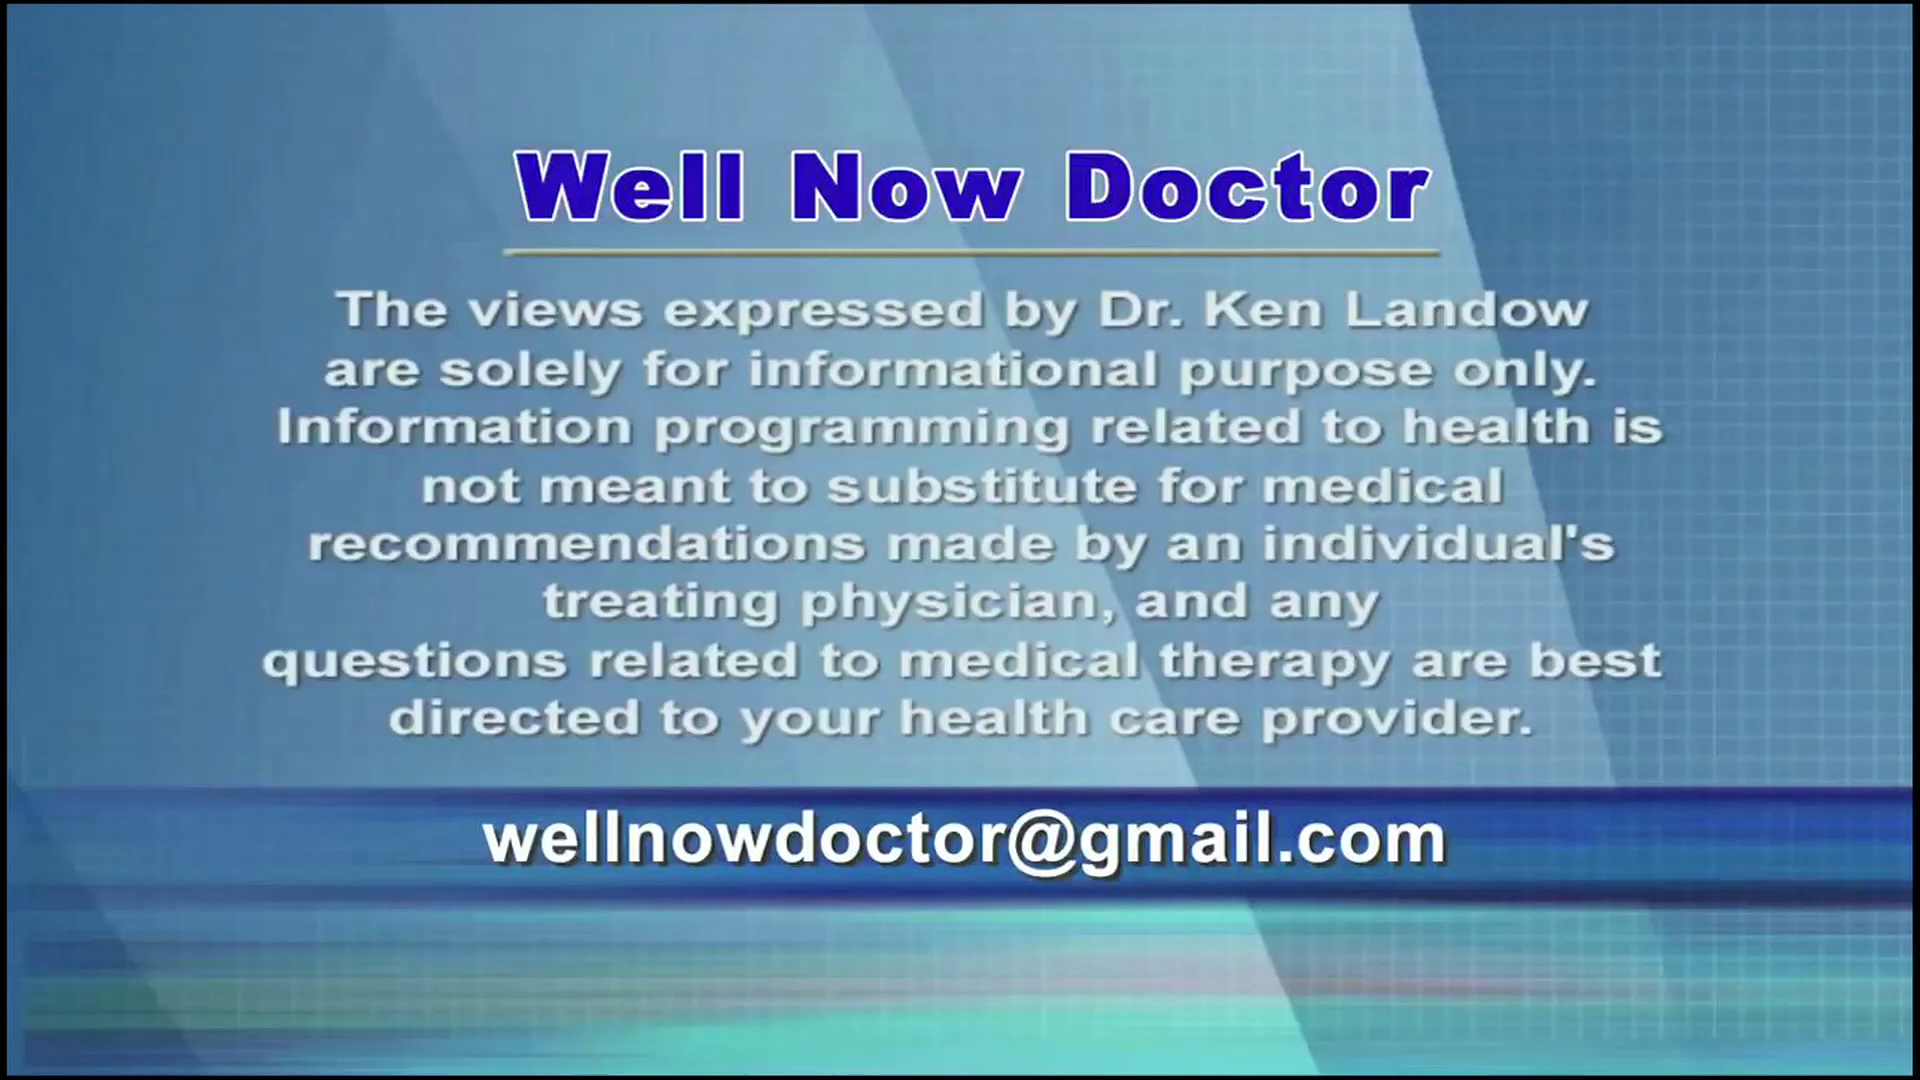 Well Now Doctor
The views expressed by Dr. Ken Landow
are solely for informational purpose only.
Information programming related to health is
not meant to substitute for medical
recommendations made by an individual's
treating physician, and any
questions related to medical therapy are best
directed to your health care provider.
wellnowdoctor@gmail.com